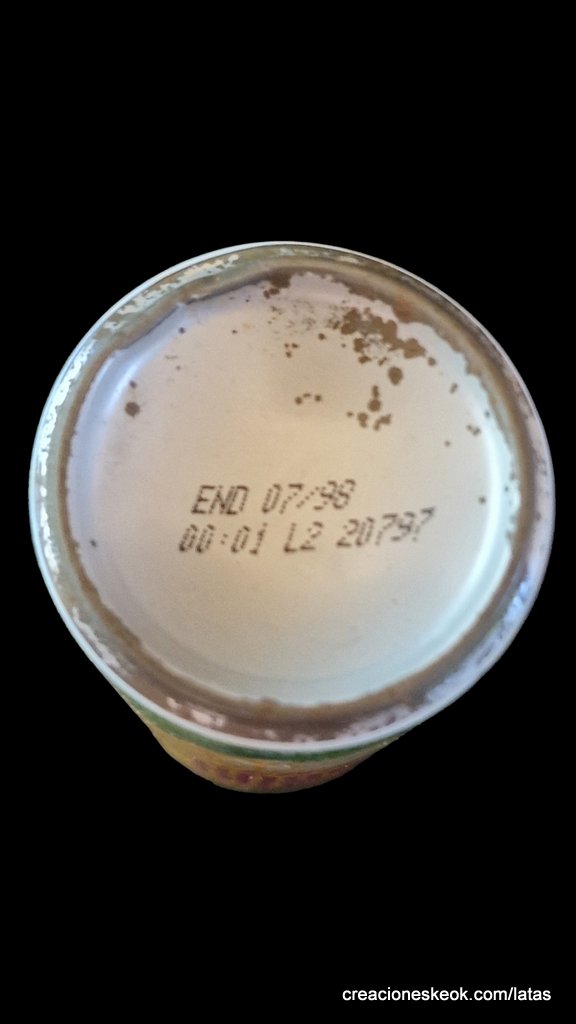 END 07/98
00:01 L2 20797
creacioneskeok.com/latas